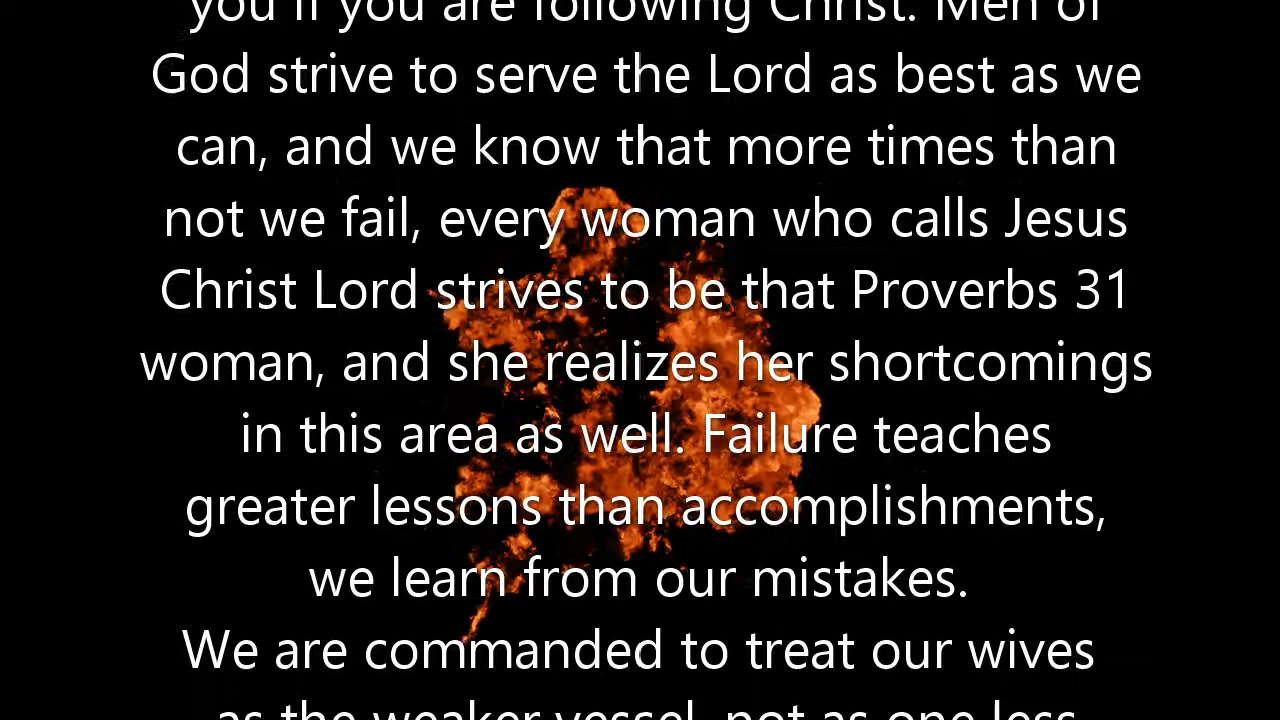 you if you are following Christ. Men of
God strive to serve the Lord as best as we
can, and we know that more times than
not we fail, every woman who calls Jesus
Christ Lord strives to be that Proverbs 31
woman, and she realizes her shortcomings
in this area as well. Failure teaches
greater lessons than accomplishments,
we learn from our mistakes.
We are commanded to treat our wives
as the weaker vessel, not as one less